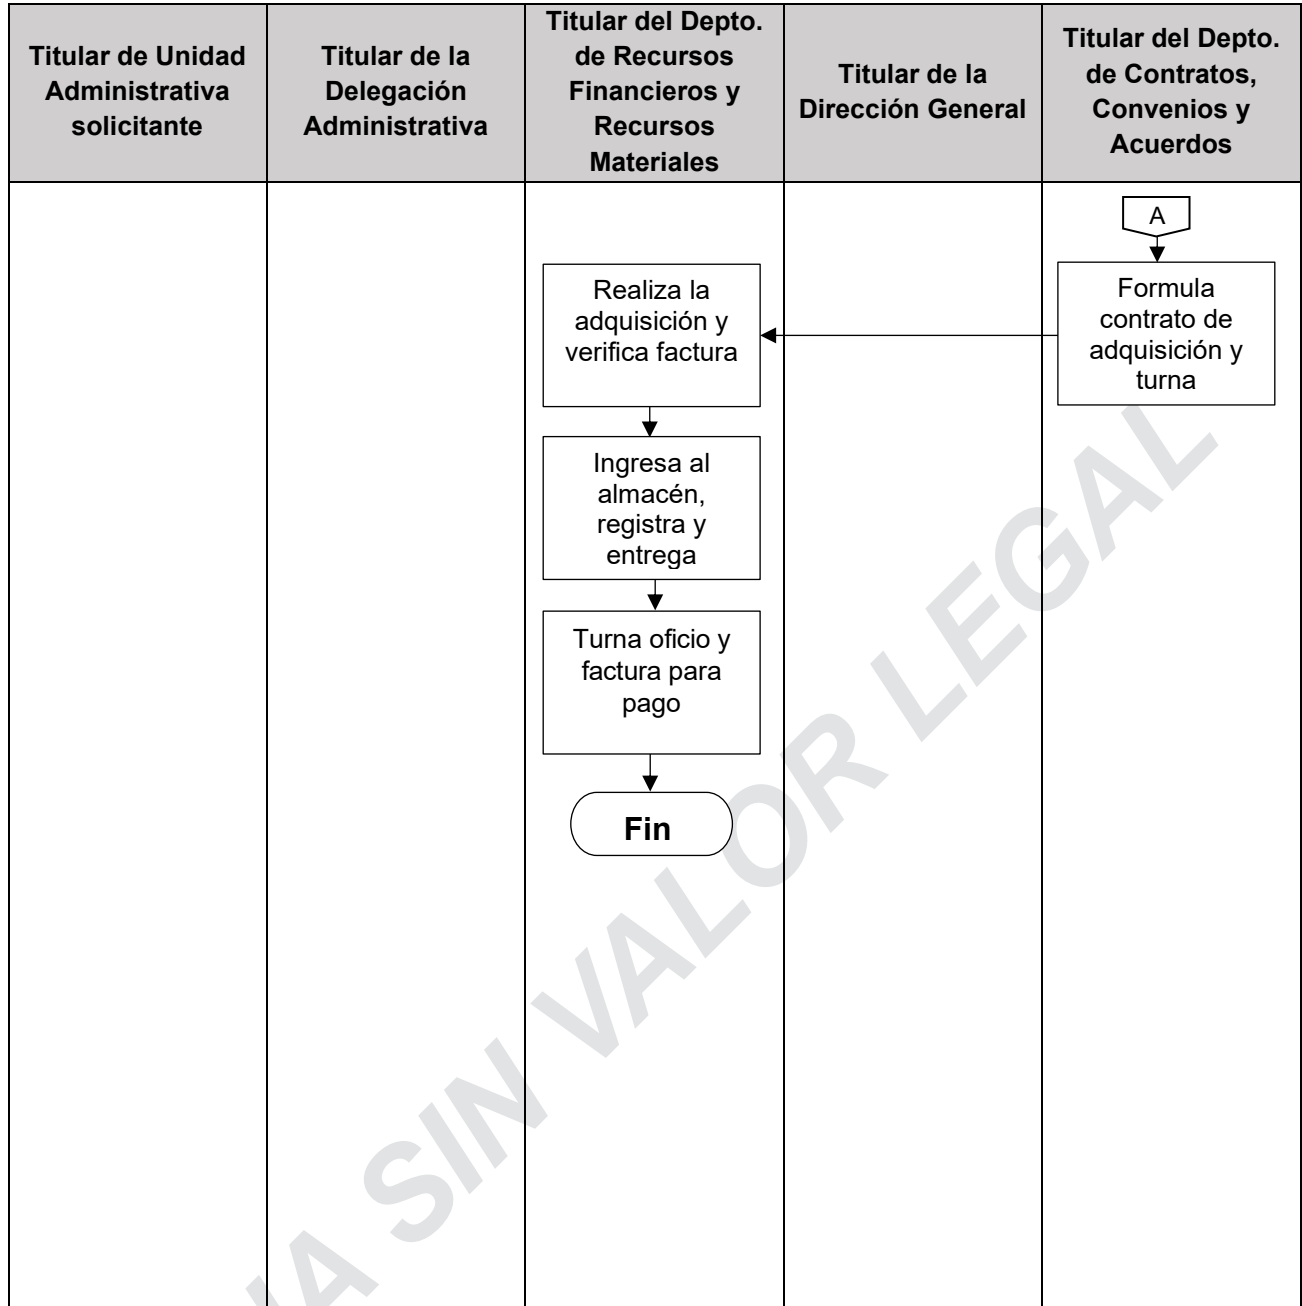 Titular de Unidad
Administrativa
solicitante
Titular de la
Delegación
Administrativa
Titular del Depto.
de Recursos
Financieros y
Recursos
Materiales
Titular de la
Dirección General
Titular del Depto.
de Contratos,
Convenios y
Acuerdos
A
Formula
contrato de
adquisición y
turna
Realiza la
adquisición y
verifica factura
Ingresa al
almacén,
registra y
entrega
Turna oficio y
factura para
pago
Fin
SIN VALOR LEGAL